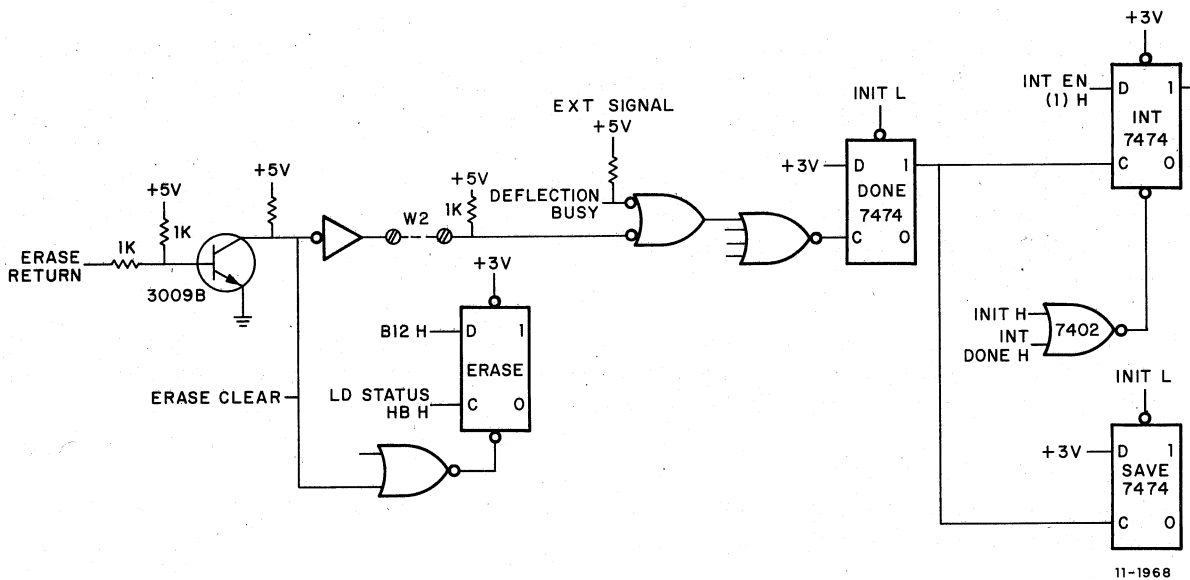 +3V
INT EN
(1) H
D 1
INT
7474
C 0
EXT SIGNAL
+5V
INIT L
+3V
D 1
DONE
7474
C 0
+5V
+5V
+5V
1K
DEFLECTION
BUSY
W2
1K
1K
ERASE
RETURN
3009B
+3V
B12 H
D 1
ERASE
LD STATUS
HB H
C 0
ERASE CLEAR
INIT H
INT
DONE H
7402
INIT L
+3V
D 1
SAVE
7474
C 0
11-1968